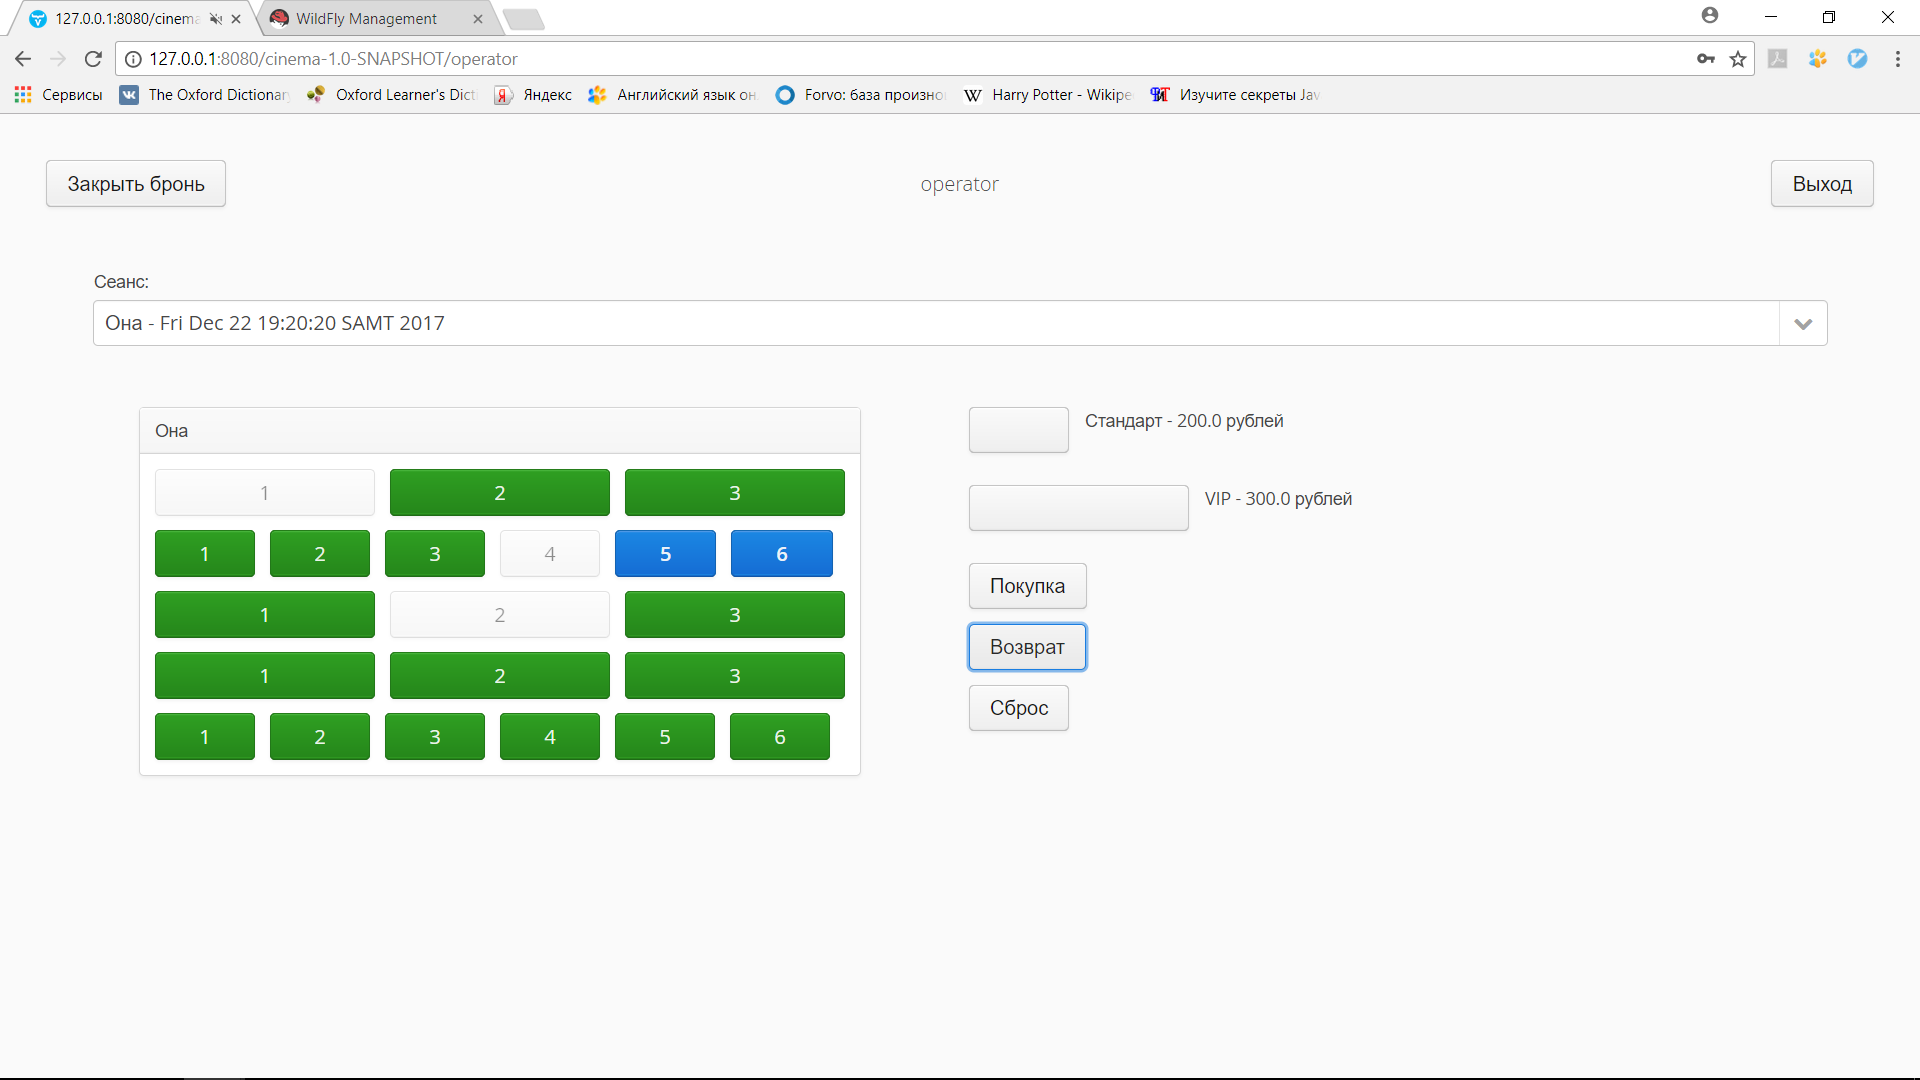 127.0.0.1:8080/cinema
WildFly Management
127.0.0.1:8080/cinema-1.0-SNAPSHOT/operator
Сервисы
The Oxford Dictionar
Oxford Learner's Dict
Яндекс
Английский язык он
Forvo: база произно
Harry Potter - Wikipe
Изучите секреты Jav
Закрыть бронь
operator
Выход
Сеанс:
Она - Fri Dec 22 19:20:20 SAMT 2017
Она
1 2 3
1 2 3 4 5 6
1 2 3
1 2 3
1 2 3 4 5 6
Стандарт - 200.0 рублей
VIP - 300.0 рублей
Покупка
Возврат
Сброс